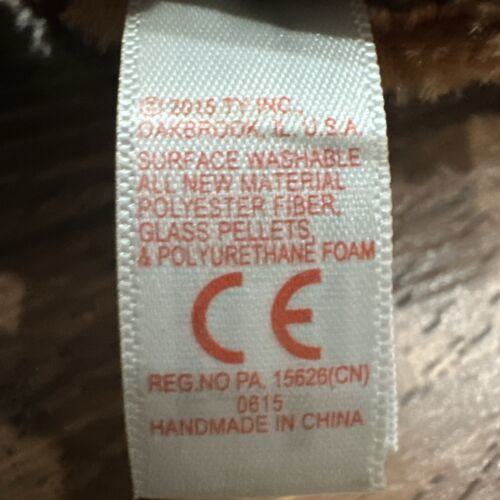 © 2015 TY INC.,
OAKBROOK, IL, U.S.A.
SURFACE WASHABLE
ALL NEW MATERIAL
POLYESTER FIBER,
GLASS PELLETS,
& POLYURETHANE FOAM
CE
REG.NO PA. 15626(CN)
0615
HANDMADE IN CHINA